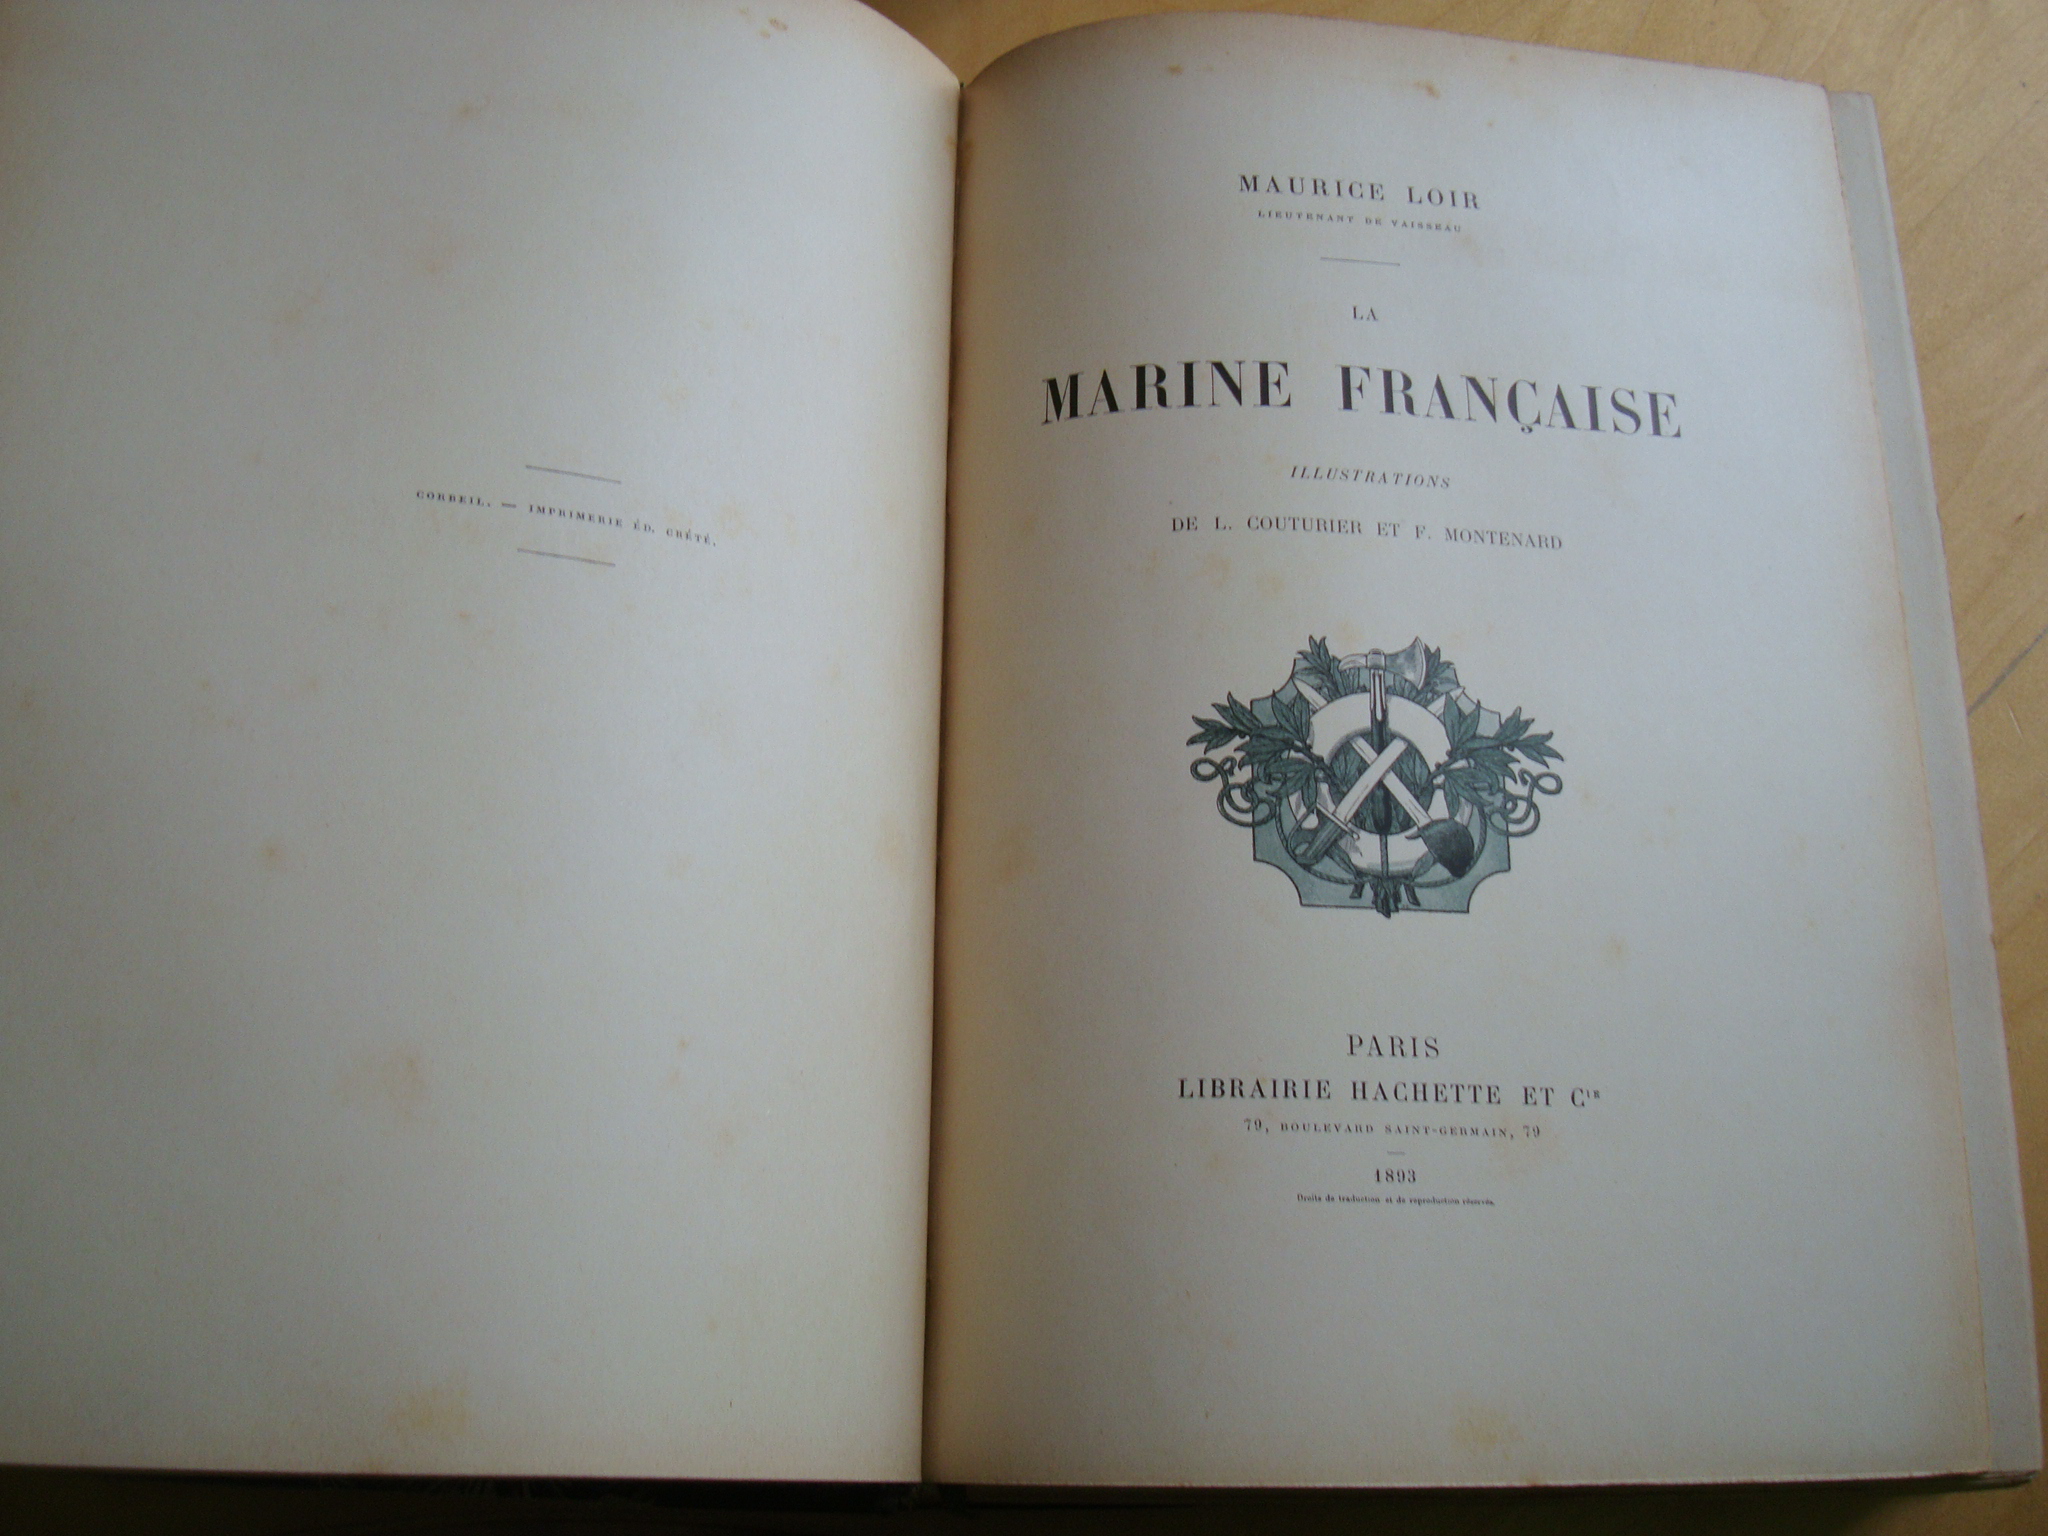 CORBEIL. — IMPRIMERIE ÉD. CRÉTÉ.
MAURICE LOIR
LIEUTENANT DE VAISSEAU
LA
MARINE FRANÇAISE
ILLUSTRATIONS
DE L. COUTURIER ET F. MONTENARD
PARIS
LIBRAIRIE HACHETTE ET Cie
79, BOULEVARD SAINT-GERMAIN, 79
1893
Droits de traduction et de reproduction réservés.